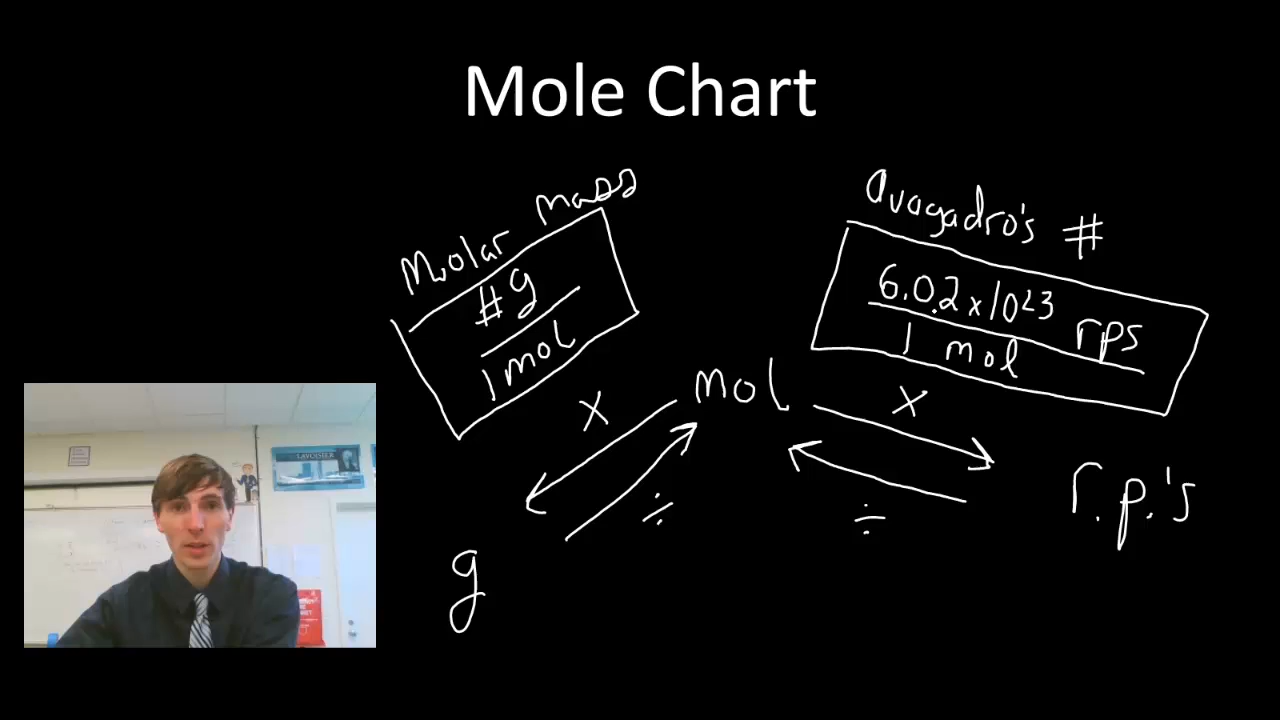 Mole Chart
Molar mass
#g
1 mol
avagadro's #
6.02 x 10²³ rps
1 mol
mol
x
x
÷
÷
r.p.'s
g
LAVOISIER